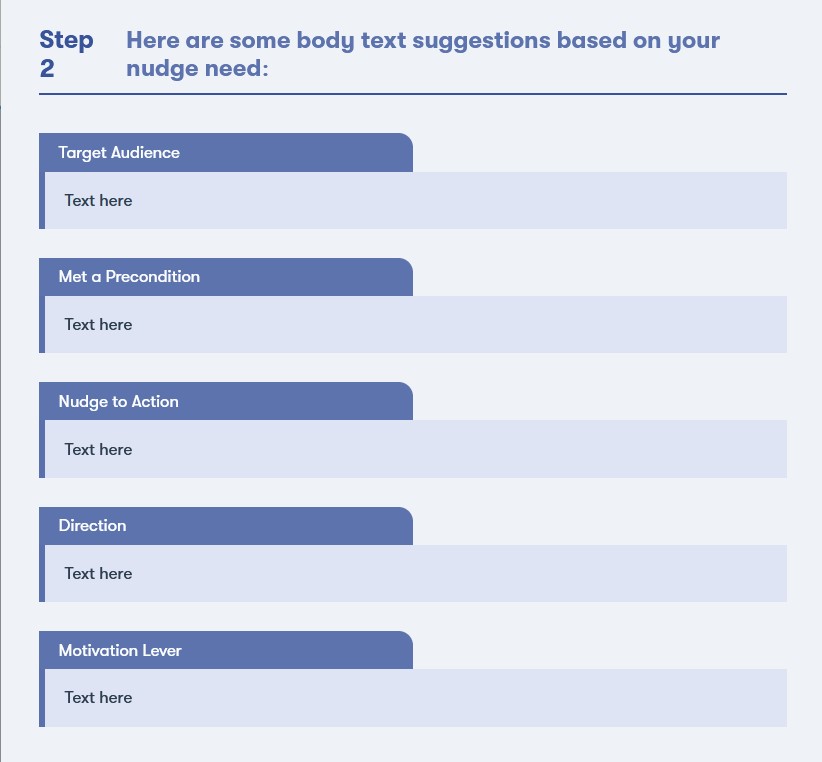 Step
2
Here are some body text suggestions based on your
nudge need:
Target Audience
Text here
Met a Precondition
Text here
Nudge to Action
Text here
Direction
Text here
Motivation Lever
Text here